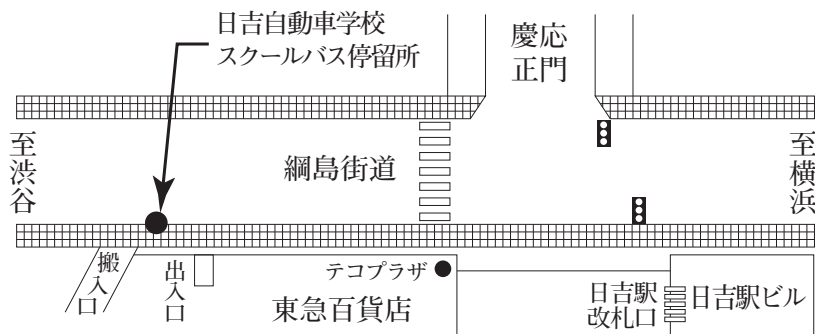 日吉自動車学校
スクールバス停留所
慶応
正門
至渋谷
綱島街道
至横浜
搬入口
出入口
テコプラザ
東急百貨店
日吉駅
改札口
日吉駅ビル